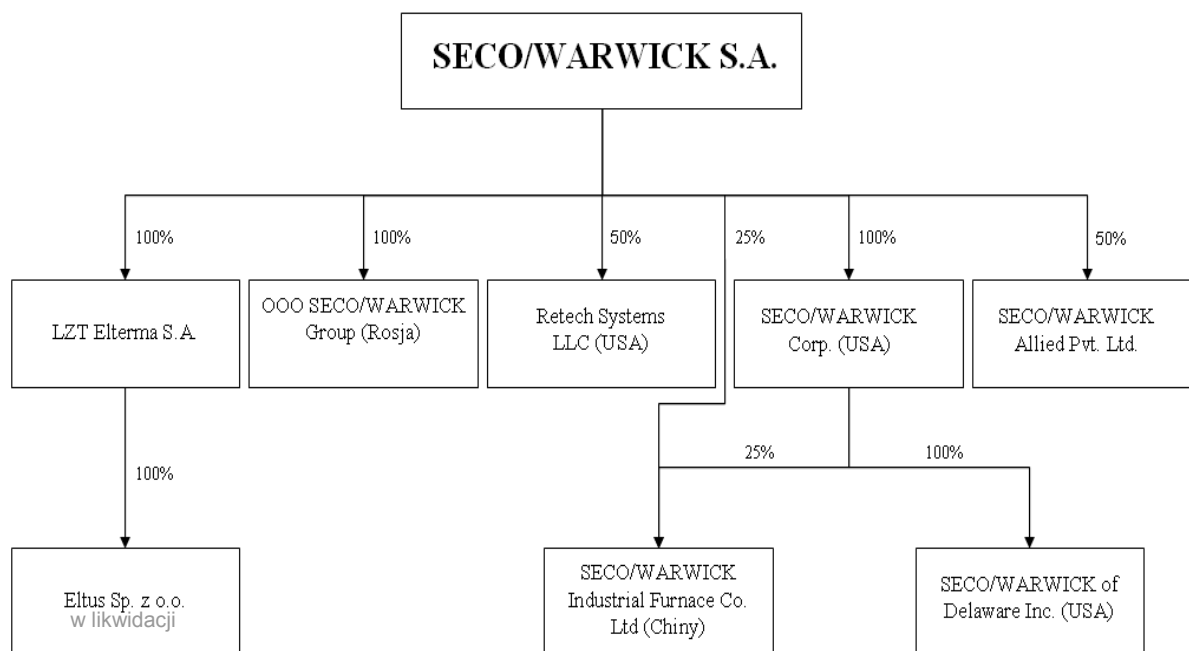 SECO/WARWICK S.A.
100%
100%
50%
25%
100%
50%
LZT Elterma S.A.
OOO SECO/WARWICK
Group (Rosja)
Retech Systems
LLC (USA)
SECO/WARWICK
Corp. (USA)
SECO/WARWICK
Allied Pvt. Ltd.
100%
25%
100%
Eltus Sp. z o.o.
w likwidacji
SECO/WARWICK
Industrial Furnace Co.
Ltd (Chiny)
SECO/WARWICK of
Delaware Inc. (USA)